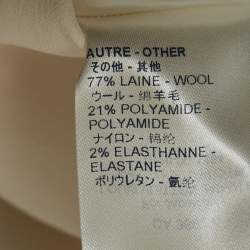 AUTRE - OTHER
その他 - 其他
77% LAINE - WOOL
ウール - 绵羊毛
21% POLYAMIDE -
POLYAMIDE
ナイロン - 锦纶
2% ELASTHANNE -
ELASTANE
ポリウレタン - 氨纶